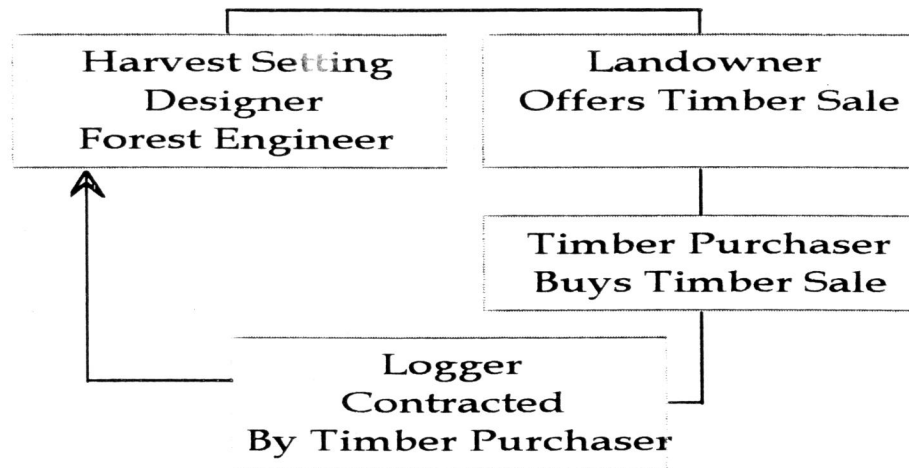 Harvest Setting
Designer
Forest Engineer
Landowner
Offers Timber Sale
Timber Purchaser
Buys Timber Sale
Logger
Contracted
By Timber Purchaser